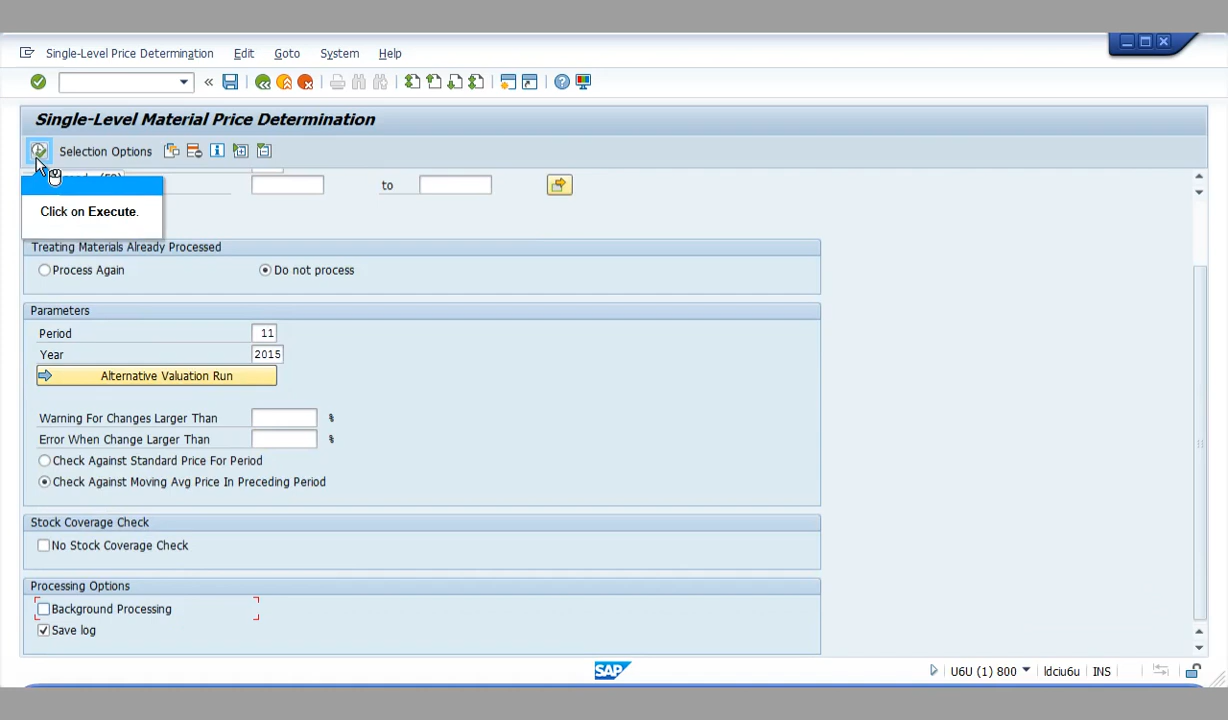 Single-Level Price Determination Edit Goto System Help
Single-Level Material Price Determination
Selection Options
to
Click on Execute.
Treating Materials Already Processed
Process Again Do not process
Parameters
Period 11
Year 2015
Alternative Valuation Run
Warning For Changes Larger Than %
Error When Change Larger Than %
Check Against Standard Price For Period
Check Against Moving Avg Price In Preceding Period
Stock Coverage Check
No Stock Coverage Check
Processing Options
Background Processing
Save log
SAP U6U (1) 800 ldciu6u INS